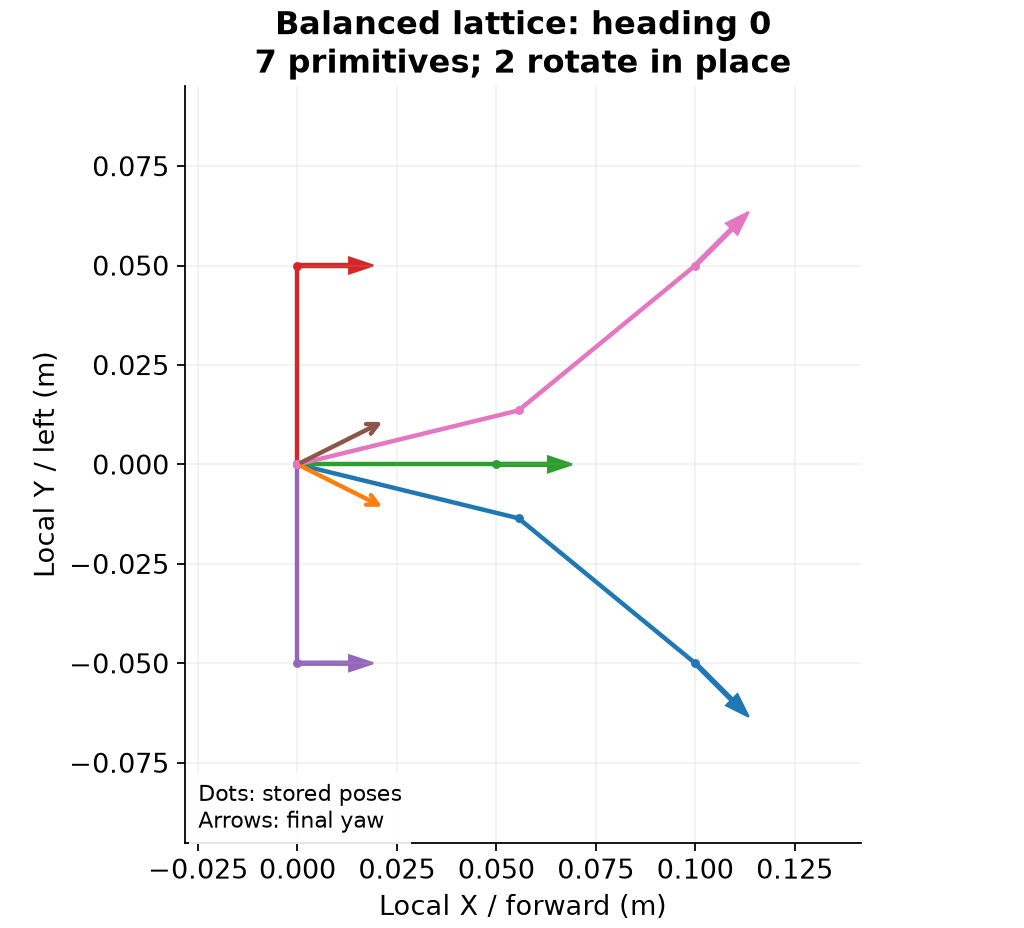 Balanced lattice: heading 0
7 primitives; 2 rotate in place
Local Y / left (m)
0.075
0.050
0.025
0.000
−0.025
−0.050
−0.075
Dots: stored poses
Arrows: final yaw
−0.025 0.000 0.025 0.050 0.075 0.100 0.125
Local X / forward (m)